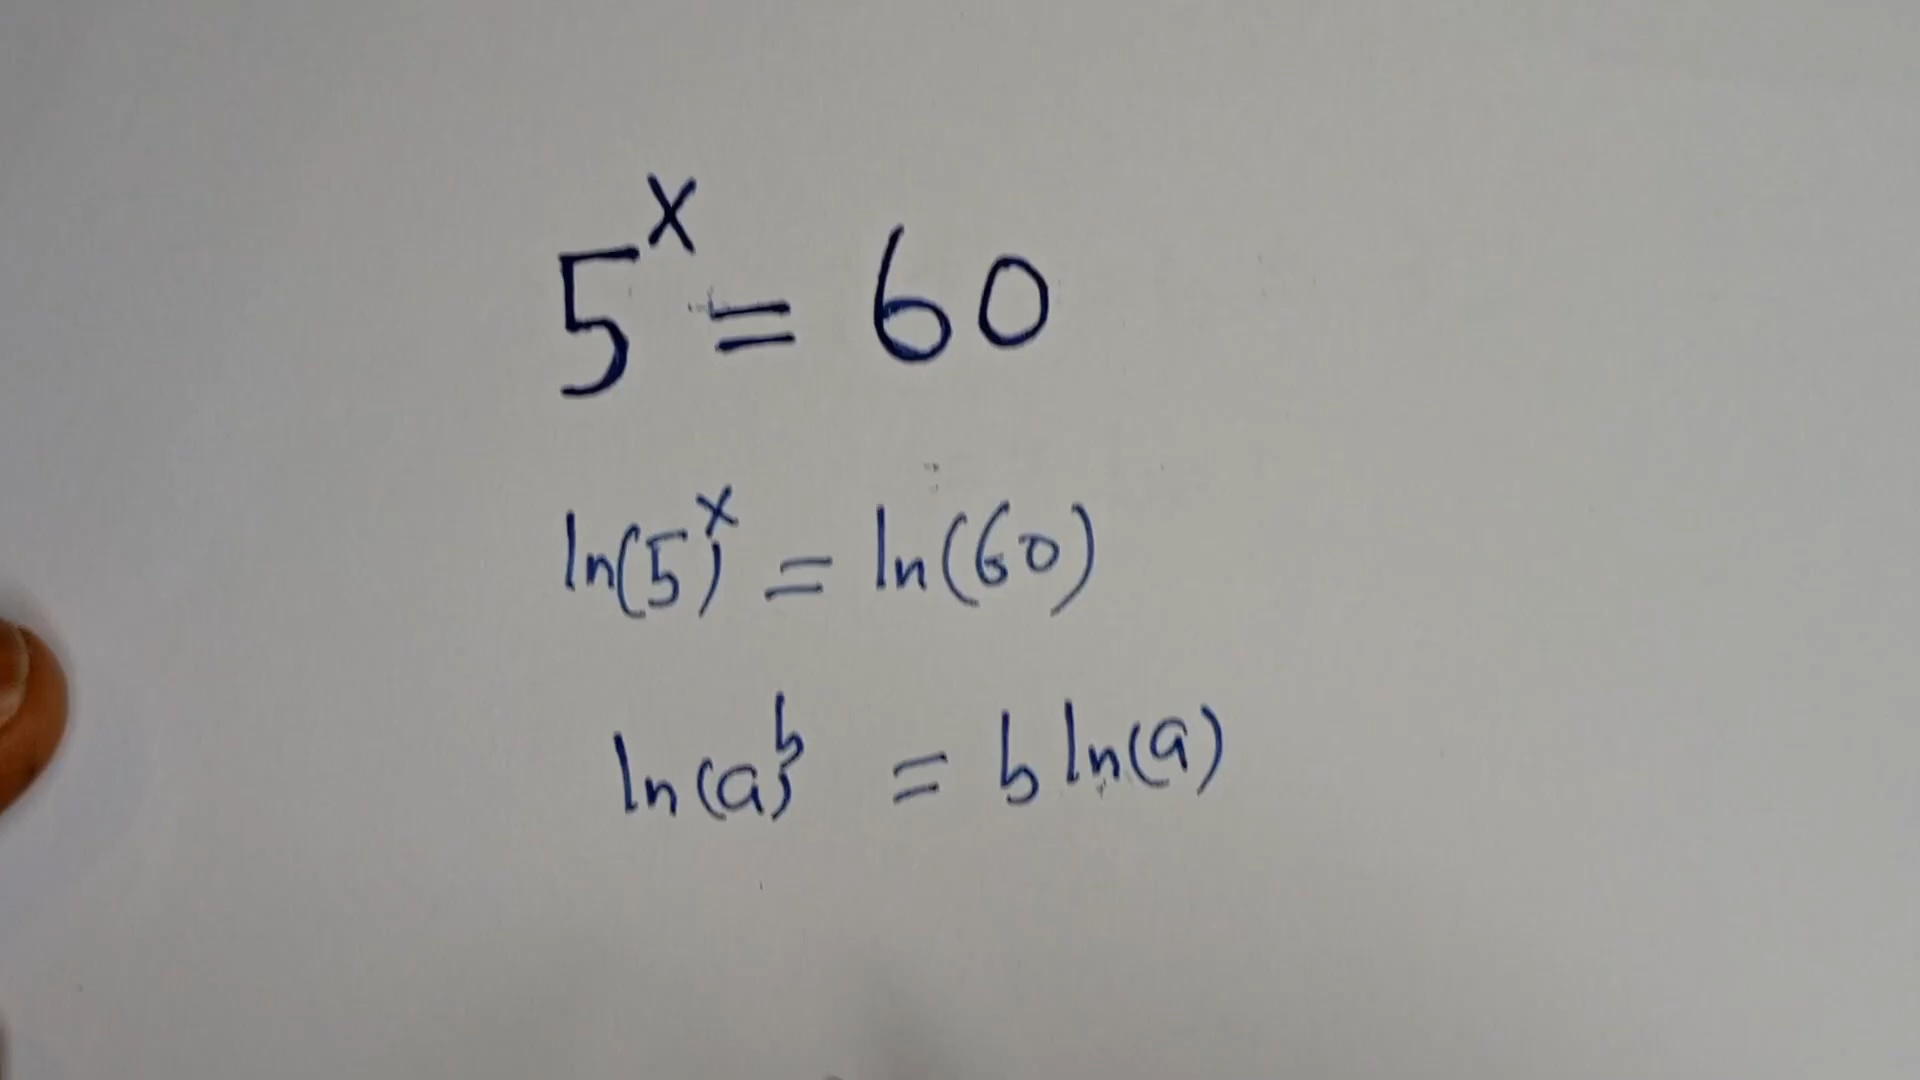 5^x = 60
ln(5)^x = ln(60)
ln(a)^b = b ln(a)